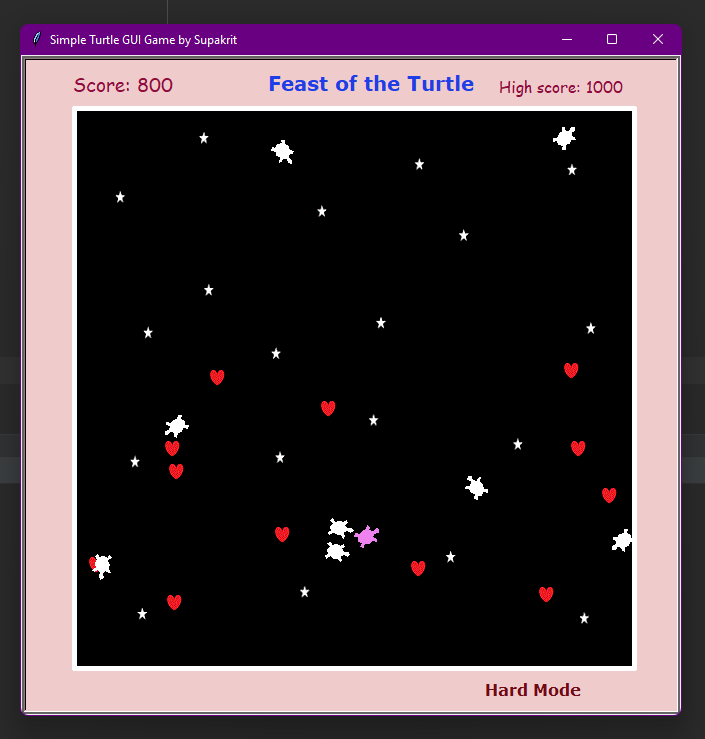 Simple Turtle GUI Game by Supakrit
Score: 800
Feast of the Turtle
High score: 1000
Hard Mode